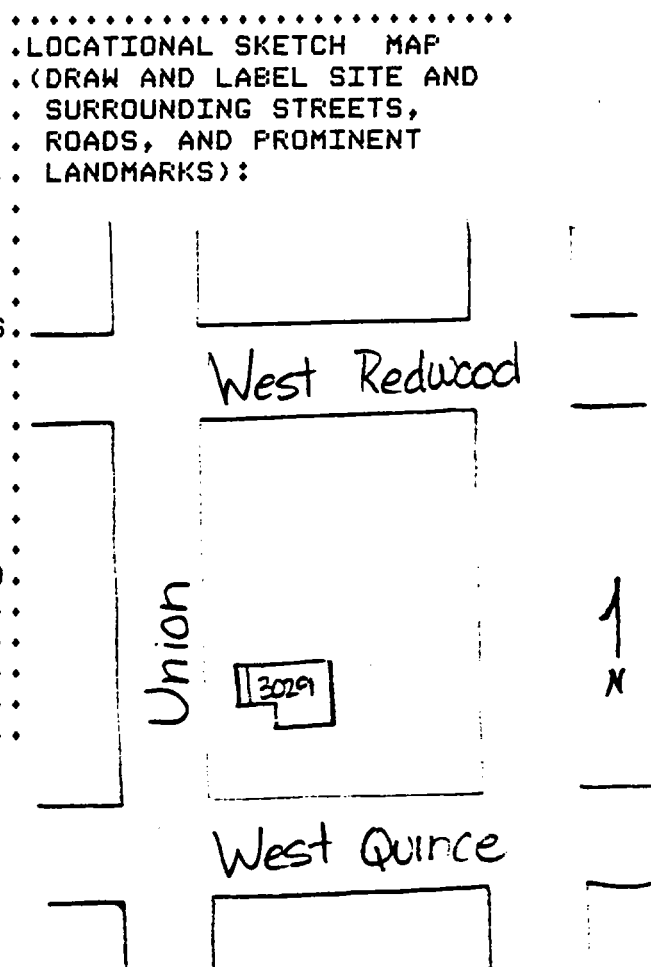 .LOCATIONAL SKETCH MAP
.(DRAW AND LABEL SITE AND
. SURROUNDING STREETS,
. ROADS, AND PROMINENT
. LANDMARKS):
West Redwood
Union
3029
N
West Quince